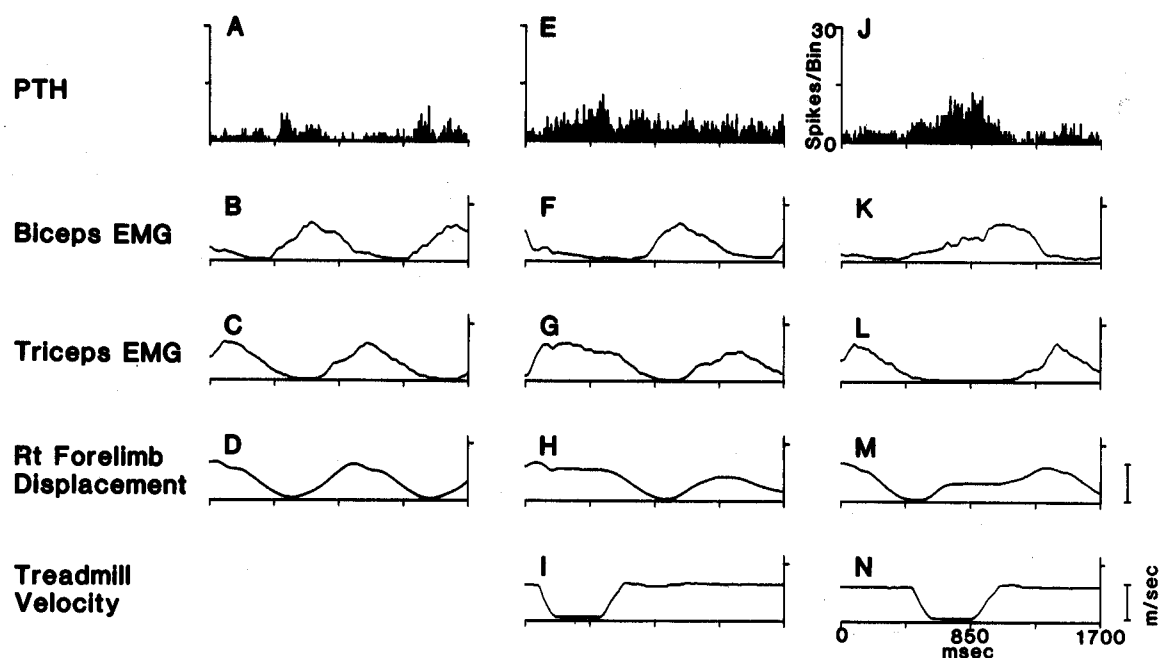 A E J
PTH
Spikes/Bin
30
0
B F K
Biceps EMG
C G L
Triceps EMG
D H M
Rt Forelimb
Displacement
I N
Treadmill
Velocity
m/sec
0 850 1700
msec